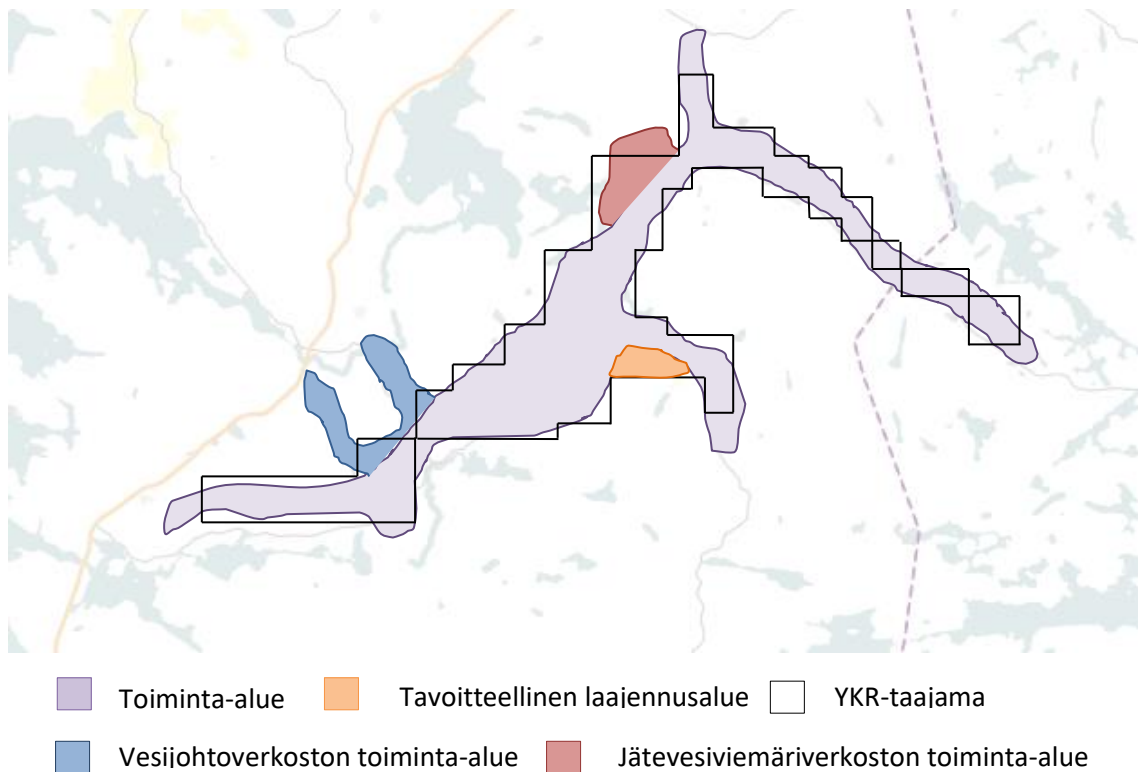 Toiminta-alue Tavoitteellinen laajennusalue YKR-taajama
Vesijohtoverkoston toiminta-alue Jätevesiviemäriverkoston toiminta-alue